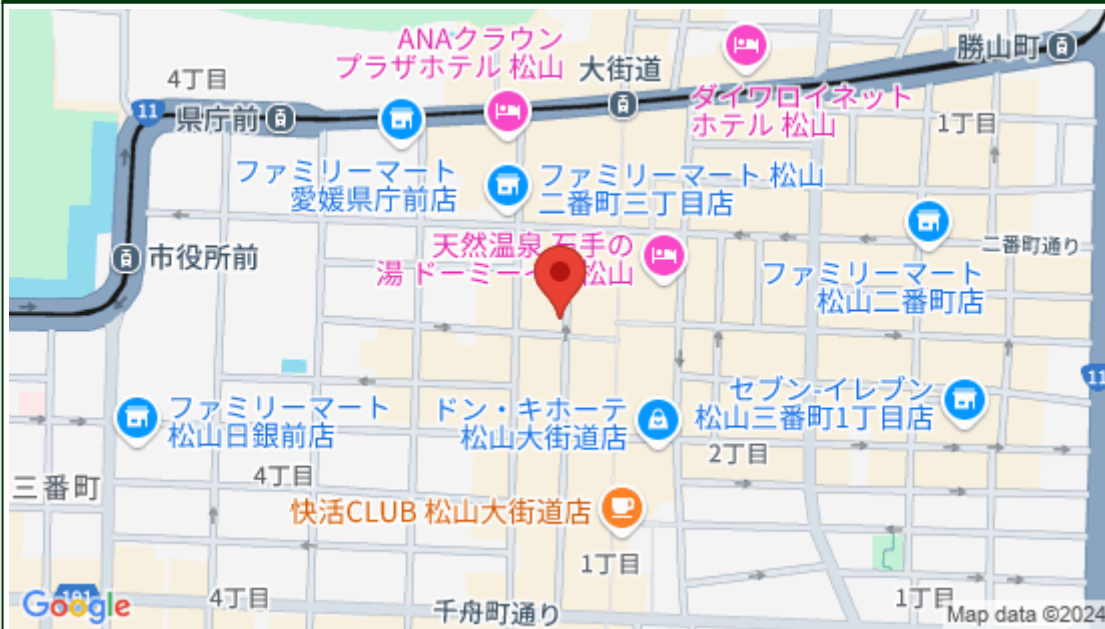 ANAクラウン
プラザホテル 松山
大街道
勝山町
4丁目
11
県庁前
ダイワロイネット
ホテル 松山
1丁目
ファミリーマート
愛媛県庁前店
ファミリーマート 松山
二番町三丁目店
市役所前
天然温泉 石手の
湯 ドーミーイ
松山
二番町通り
ファミリーマート
松山二番町店
11
ファミリーマート
松山日銀前店
ドン・キホーテ
松山大街道店
セブン-イレブン
松山三番町1丁目店
2丁目
三番町
4丁目
快活CLUB 松山大街道店
1丁目
Google
4丁目
千舟町通り
1丁目
Map data ©2024